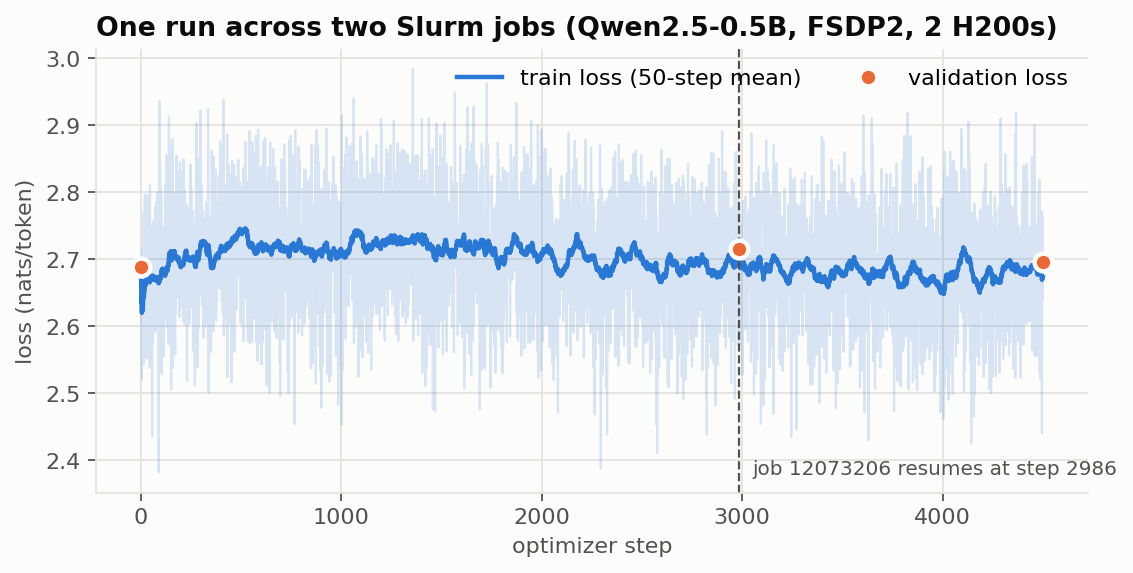 One run across two Slurm jobs (Qwen2.5-0.5B, FSDP2, 2 H200s)
train loss (50-step mean)
validation loss
loss (nats/token)
3.0
2.9
2.8
2.7
2.6
2.5
2.4
job 12073206 resumes at step 2986
0
1000
2000
3000
4000
optimizer step